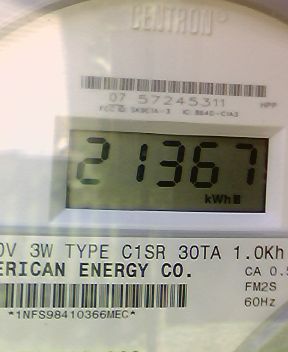 CENTRON®
07 57245311 HPP
21367
kWh
0V 3W TYPE C1SR 30TA 1.0Kh
ERICAN ENERGY CO. CA 0.5
FM2S
*1NFS98410366MEC* 60Hz